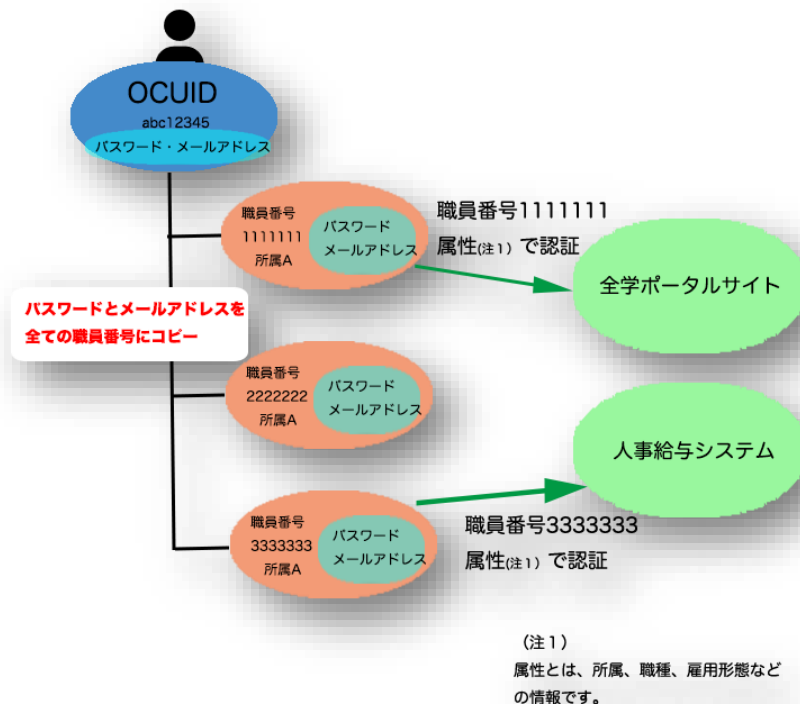 OCUID
abc12345
パスワード・メールアドレス
職員番号
1111111
所属A
パスワード
メールアドレス
職員番号1111111
属性(注1) で認証
全学ポータルサイト
パスワードとメールアドレスを
全ての職員番号にコピー
職員番号
2222222
所属A
パスワード
メールアドレス
人事給与システム
職員番号
3333333
所属A
パスワード
メールアドレス
職員番号3333333
属性(注1) で認証
（注１）
属性とは、所属、職種、雇用形態など
の情報です。